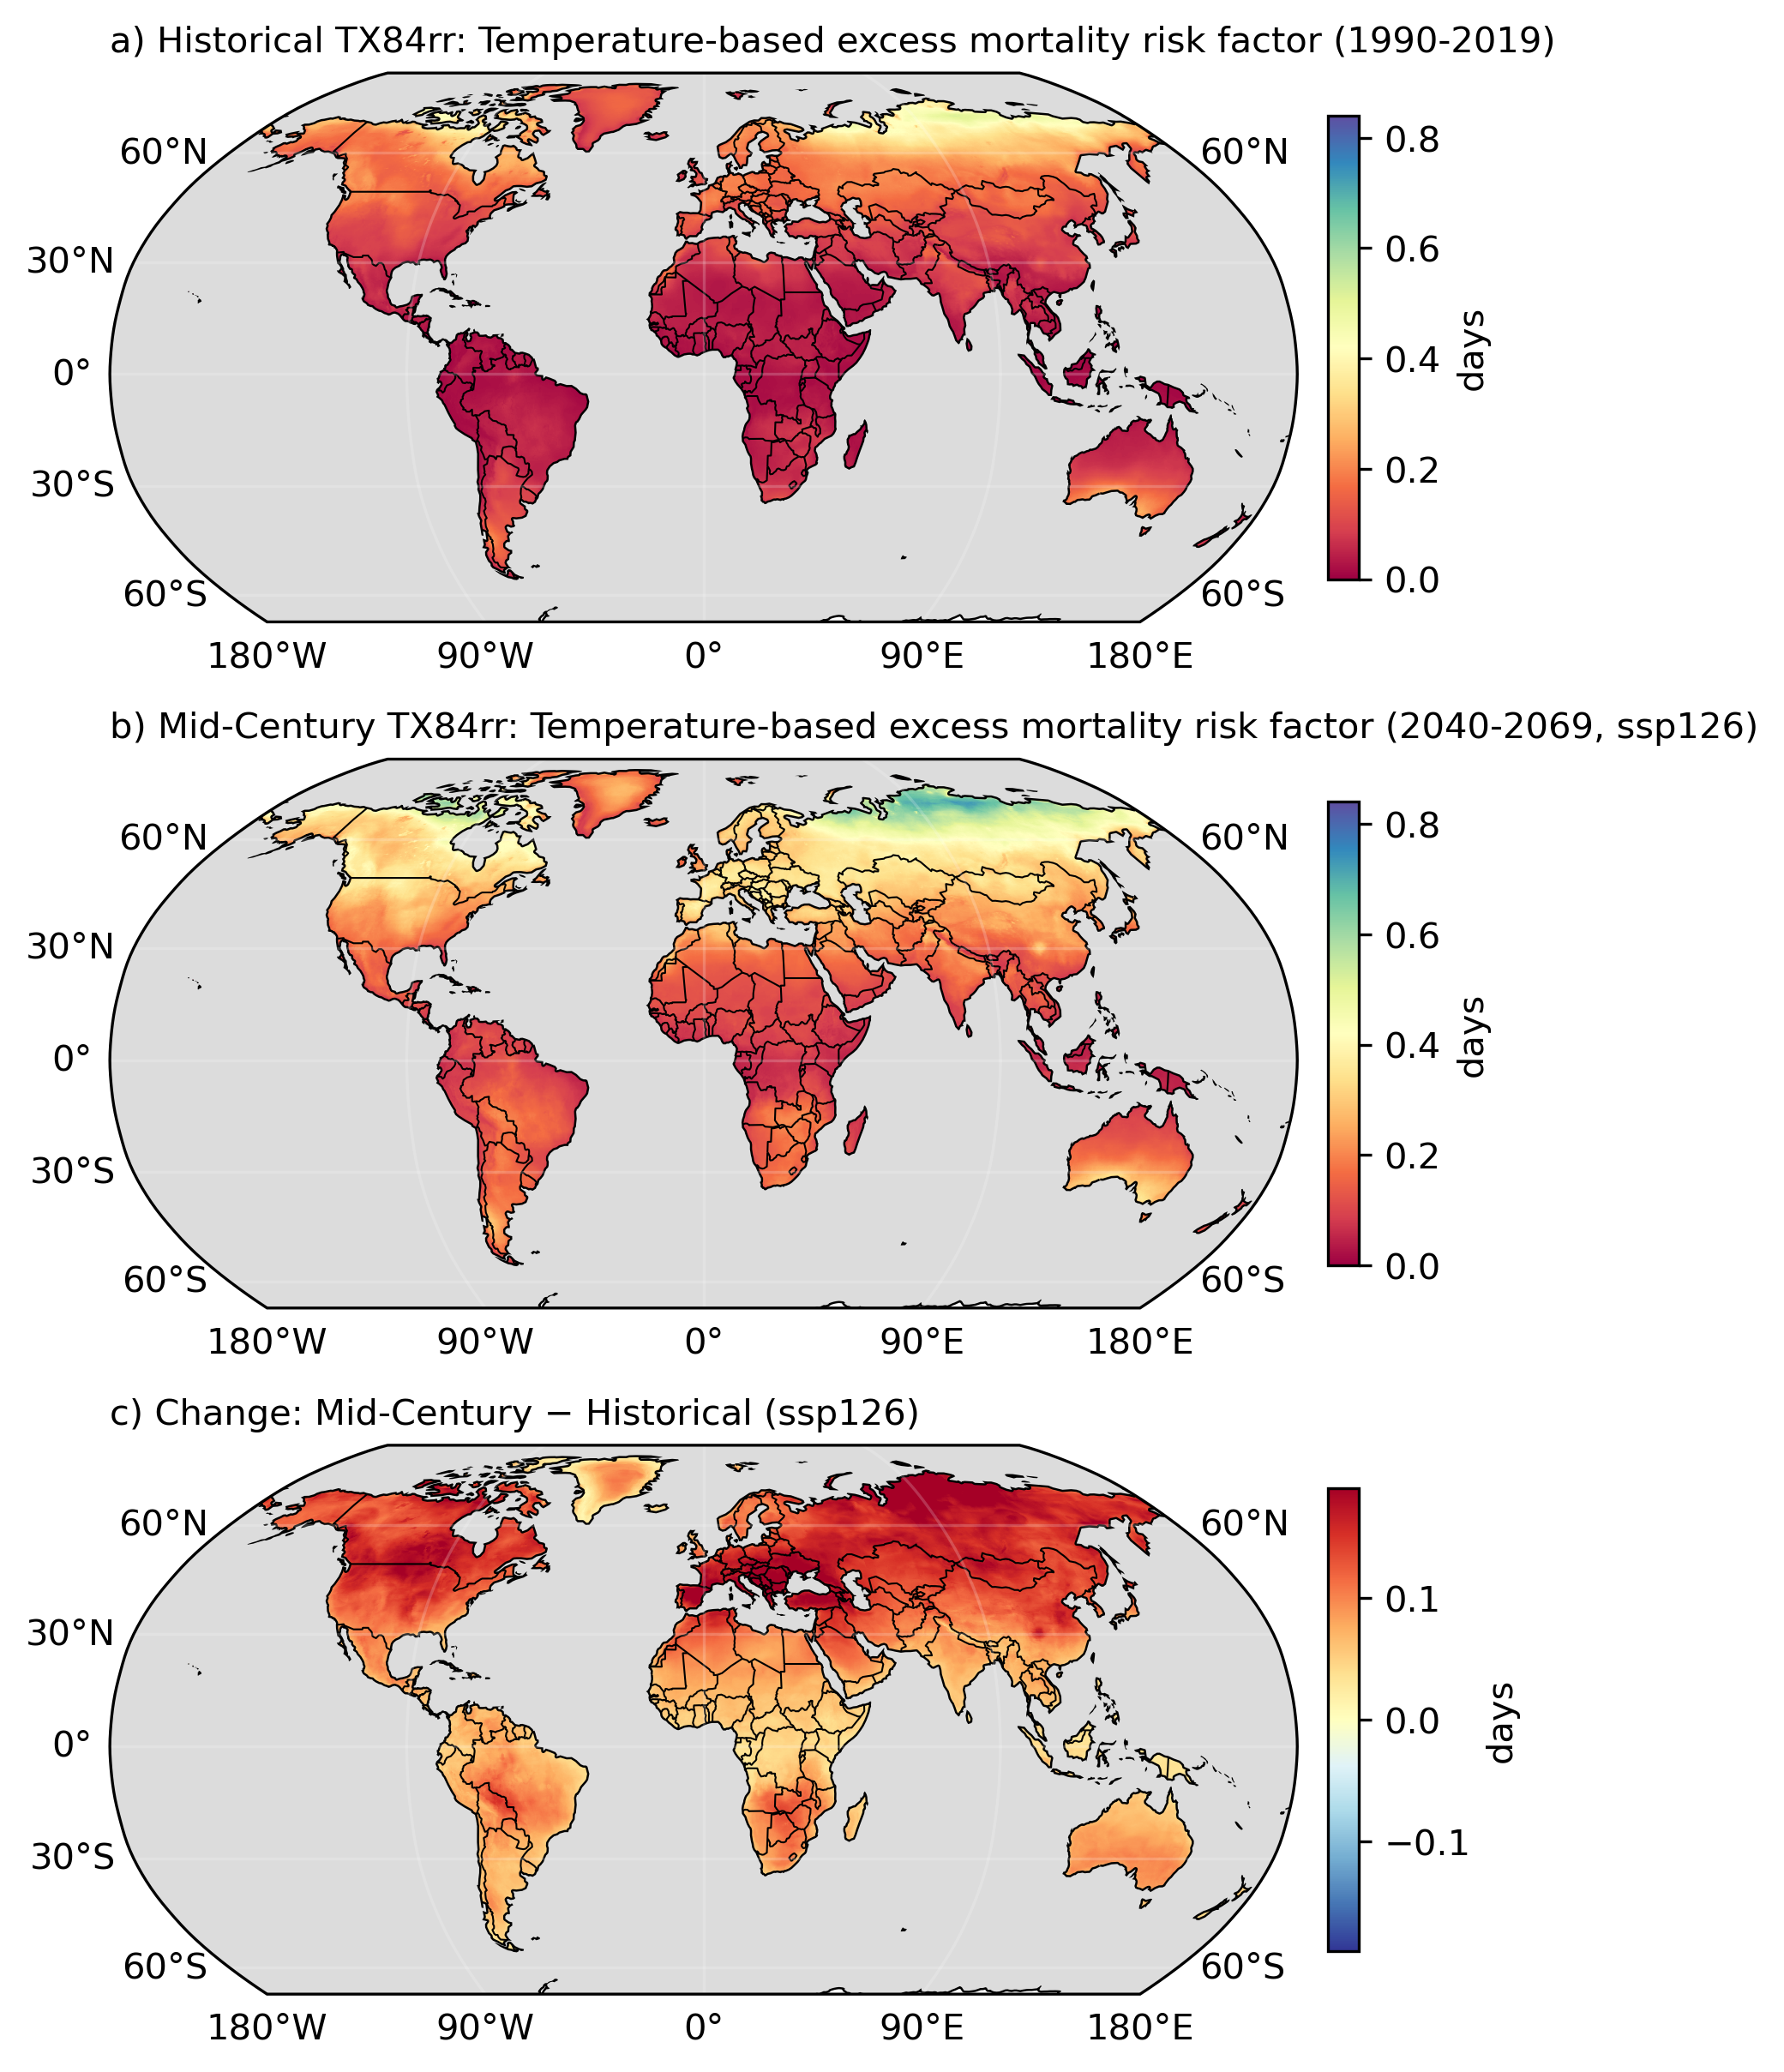 a) Historical TX84rr: Temperature-based excess mortality risk factor (1990-2019)
60°N 60°N
30°N
0°
30°S
60°S 60°S
180°W 90°W 0° 90°E 180°E
0.8
0.6
0.4
0.2
0.0
days
b) Mid-Century TX84rr: Temperature-based excess mortality risk factor (2040-2069, ssp126)
60°N 60°N
30°N
0°
30°S
60°S 60°S
180°W 90°W 0° 90°E 180°E
0.8
0.6
0.4
0.2
0.0
days
c) Change: Mid-Century − Historical (ssp126)
60°N 60°N
30°N
0°
30°S
60°S 60°S
180°W 90°W 0° 90°E 180°E
0.1
0.0
−0.1
days